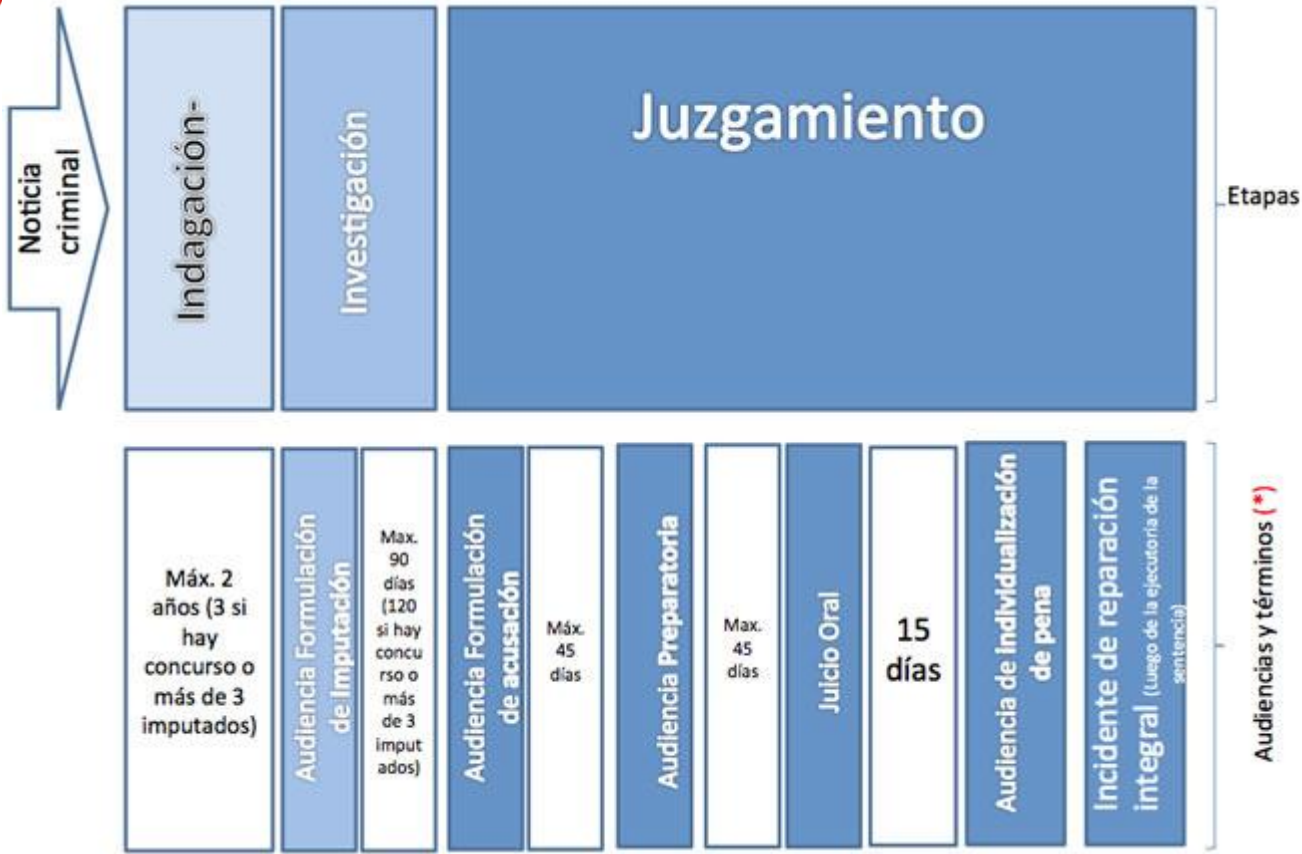 Noticia
criminal
Indagación-
Investigación
Juzgamiento
Etapas
Máx. 2
años (3 si
hay
concurso o
más de 3
imputados)
Audiencia Formulación
de Imputación
Max.
90
días
(120
si hay
concu
rso o
más
de 3
imput
ados)
Audiencia Formulación
de acusación
Máx.
45
días
Audiencia Preparatoria
Max.
45
días
Juicio Oral
15
días
Audiencia de Individualización
de pena
Incidente de reparación
integral (Luego de la ejecutoria de la
sentencia)
Audiencias y términos (*)